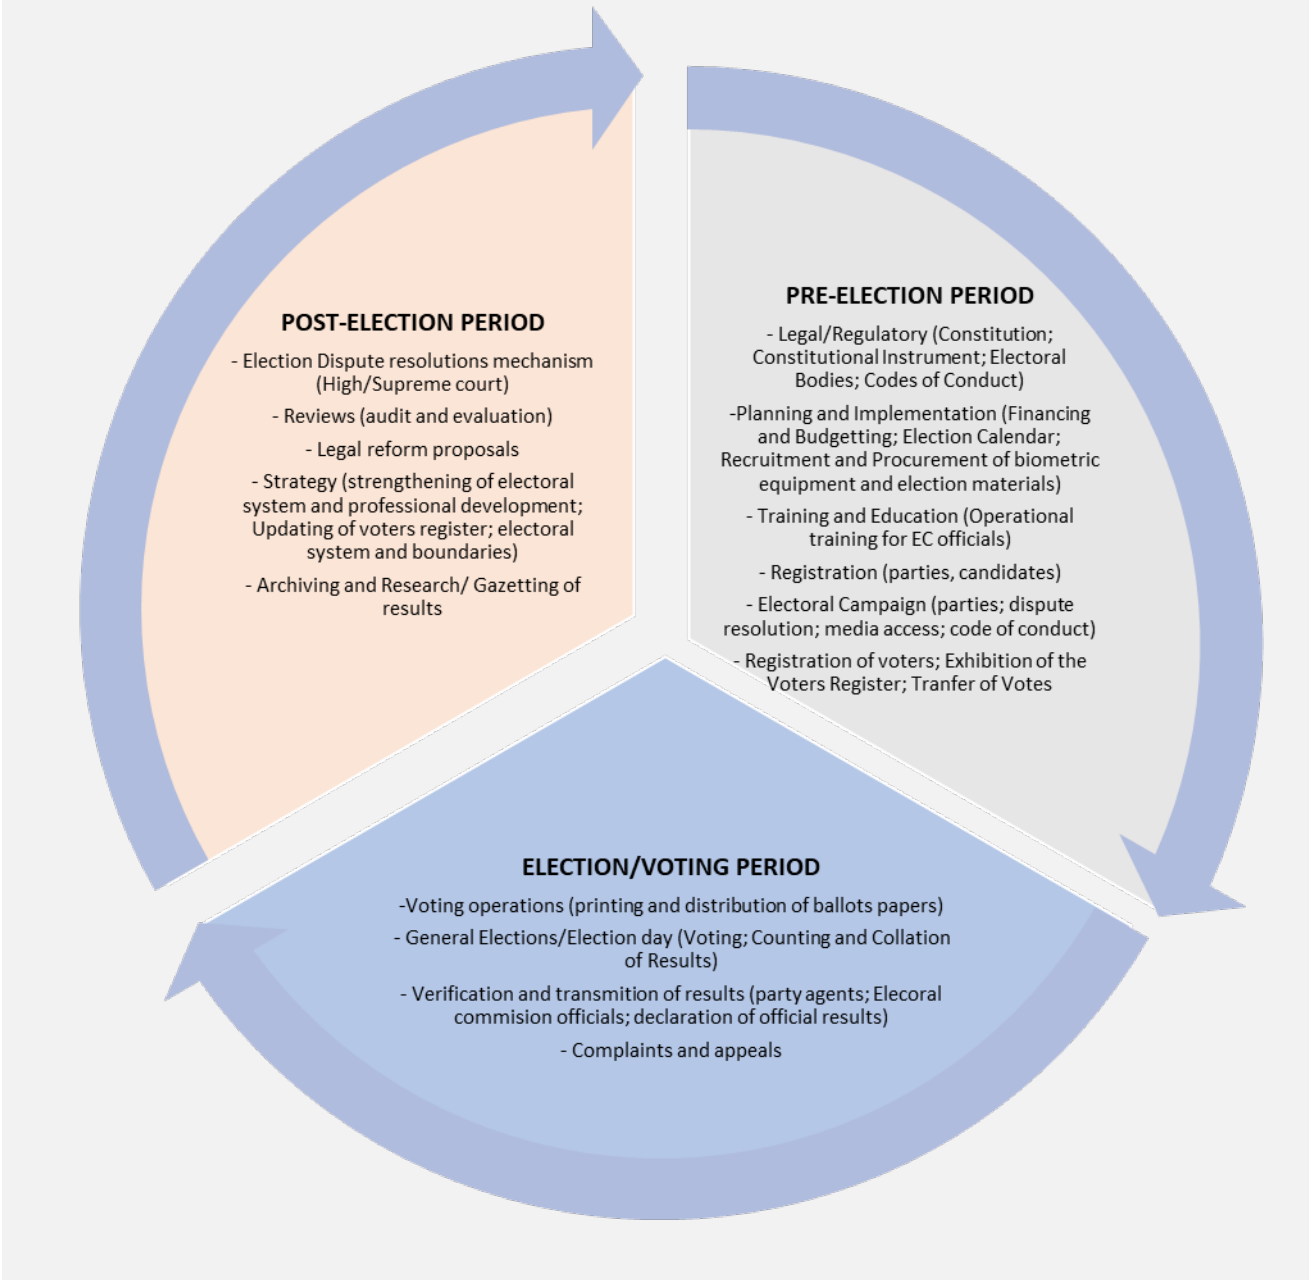 POST-ELECTION PERIOD
- Election Dispute resolutions mechanism
(High/Supreme court)
- Reviews (audit and evaluation)
- Legal reform proposals
- Strategy (strengthening of electoral
system and professional development;
Updating of voters register; electoral
system and boundaries)
- Archiving and Research/ Gazetting of
results
PRE-ELECTION PERIOD
- Legal/Regulatory (Constitution;
Constitutional Instrument; Electoral
Bodies; Codes of Conduct)
-Planning and Implementation (Financing
and Budgetting; Election Calendar;
Recruitment and Procurement of biometric
equipment and election materials)
- Training and Education (Operational
training for EC officials)
- Registration (parties, candidates)
- Electoral Campaign (parties; dispute
resolution; media access; code of conduct)
- Registration of voters; Exhibition of the
Voters Register; Tranfer of Votes
ELECTION/VOTING PERIOD
-Voting operations (printing and distribution of ballots papers)
- General Elections/Election day (Voting; Counting and Collation
of Results)
- Verification and transmition of results (party agents; Elecoral
commision officials; declaration of official results)
- Complaints and appeals